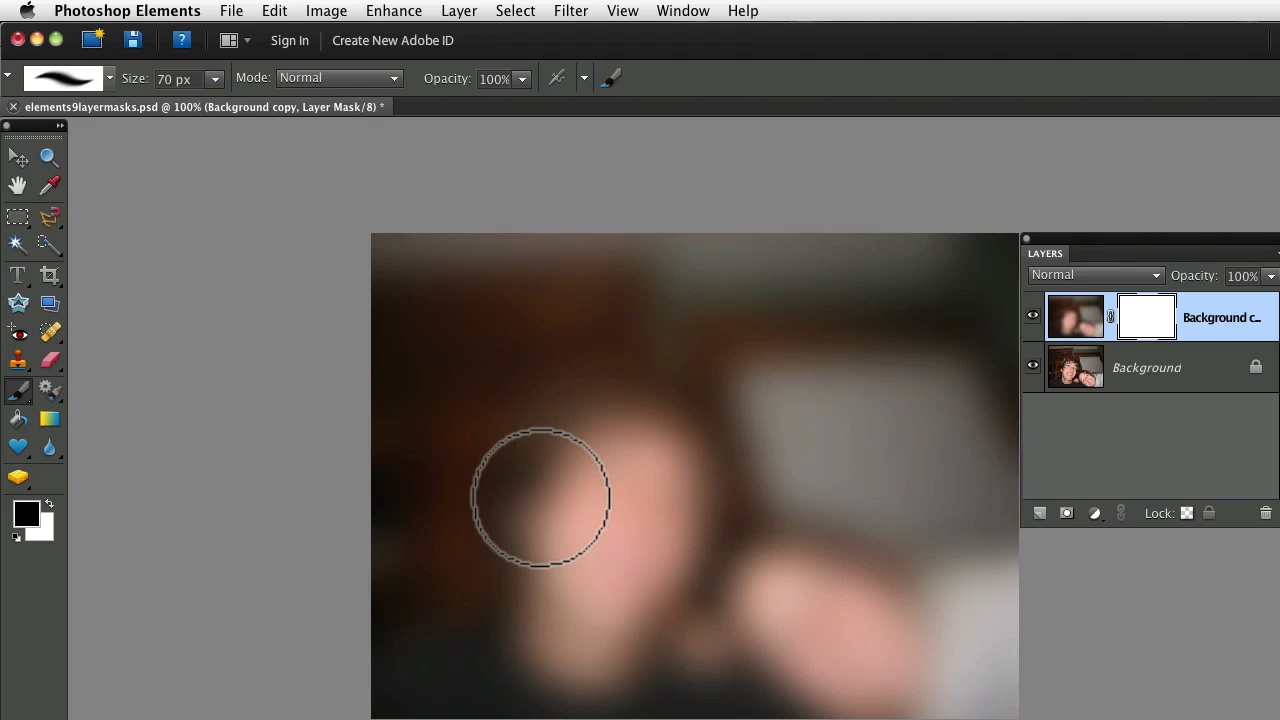 Photoshop Elements File Edit Image Enhance Layer Select Filter View Window Help
? Sign In Create New Adobe ID
Size: 70 px Mode: Normal Opacity: 100%
elements9layermasks.psd @ 100% (Background copy, Layer Mask/8) *
LAYERS
Normal Opacity: 100%
Background c...
Background
Lock:
T